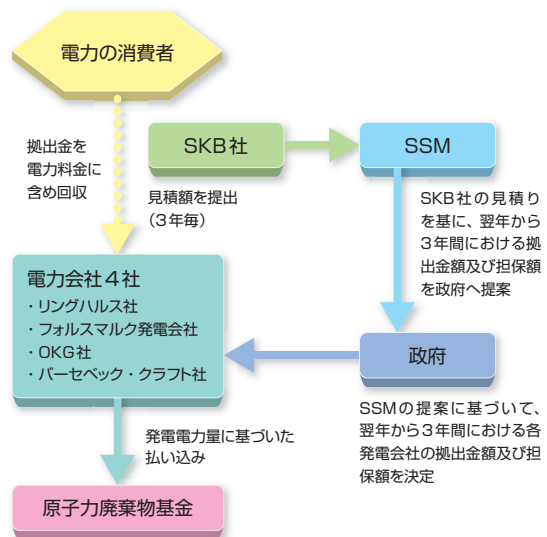 電力の消費者
拠出金を
電力料金に
含め回収
SKB社
見積額を提出
（3年毎）
SSM
SKB社の見積り
を基に、翌年から
3年間における拠
出金額及び担保額
を政府へ提案
電力会社4社
・リングハルス社
・フォルスマルク発電会社
・OKG社
・バーセベック・クラフト社
政府
SSMの提案に基づいて、
翌年から3年間における各
発電会社の拠出金額及び担
保額を決定
発電電力量に基づいた
払い込み
原子力廃棄物基金